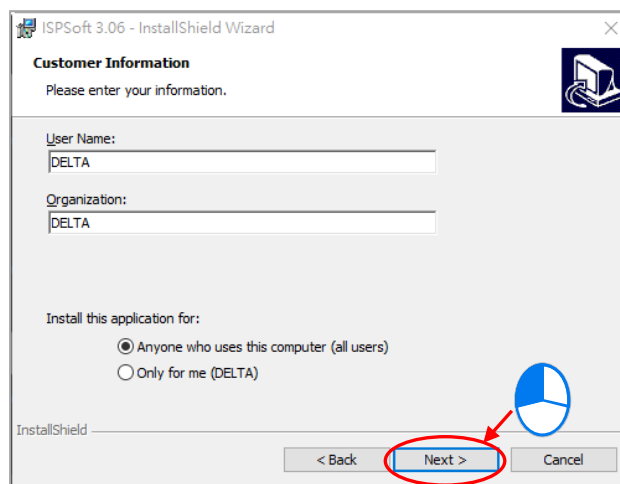 ISPSoft 3.06 - InstallShield Wizard
Customer Information
Please enter your information.
User Name:
DELTA
Organization:
DELTA
Install this application for:
Anyone who uses this computer (all users)
Only for me (DELTA)
InstallShield
< Back Next > Cancel